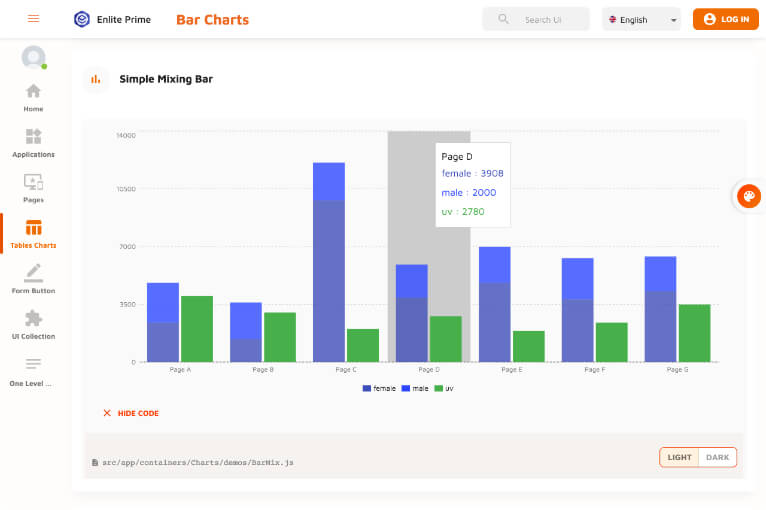 Enlite Prime
Bar Charts
Search Ui
English
LOG IN
Home
Applications
Pages
Tables Charts
Form Button
UI Collection
One Level ...
Simple Mixing Bar
14000
10500
7000
3500
0
Page D
female : 3908
male : 2000
uv : 2780
Page A Page B Page C Page D Page E Page F Page G
female male uv
HIDE CODE
src/app/containers/Charts/demos/BarMix.js
LIGHT DARK